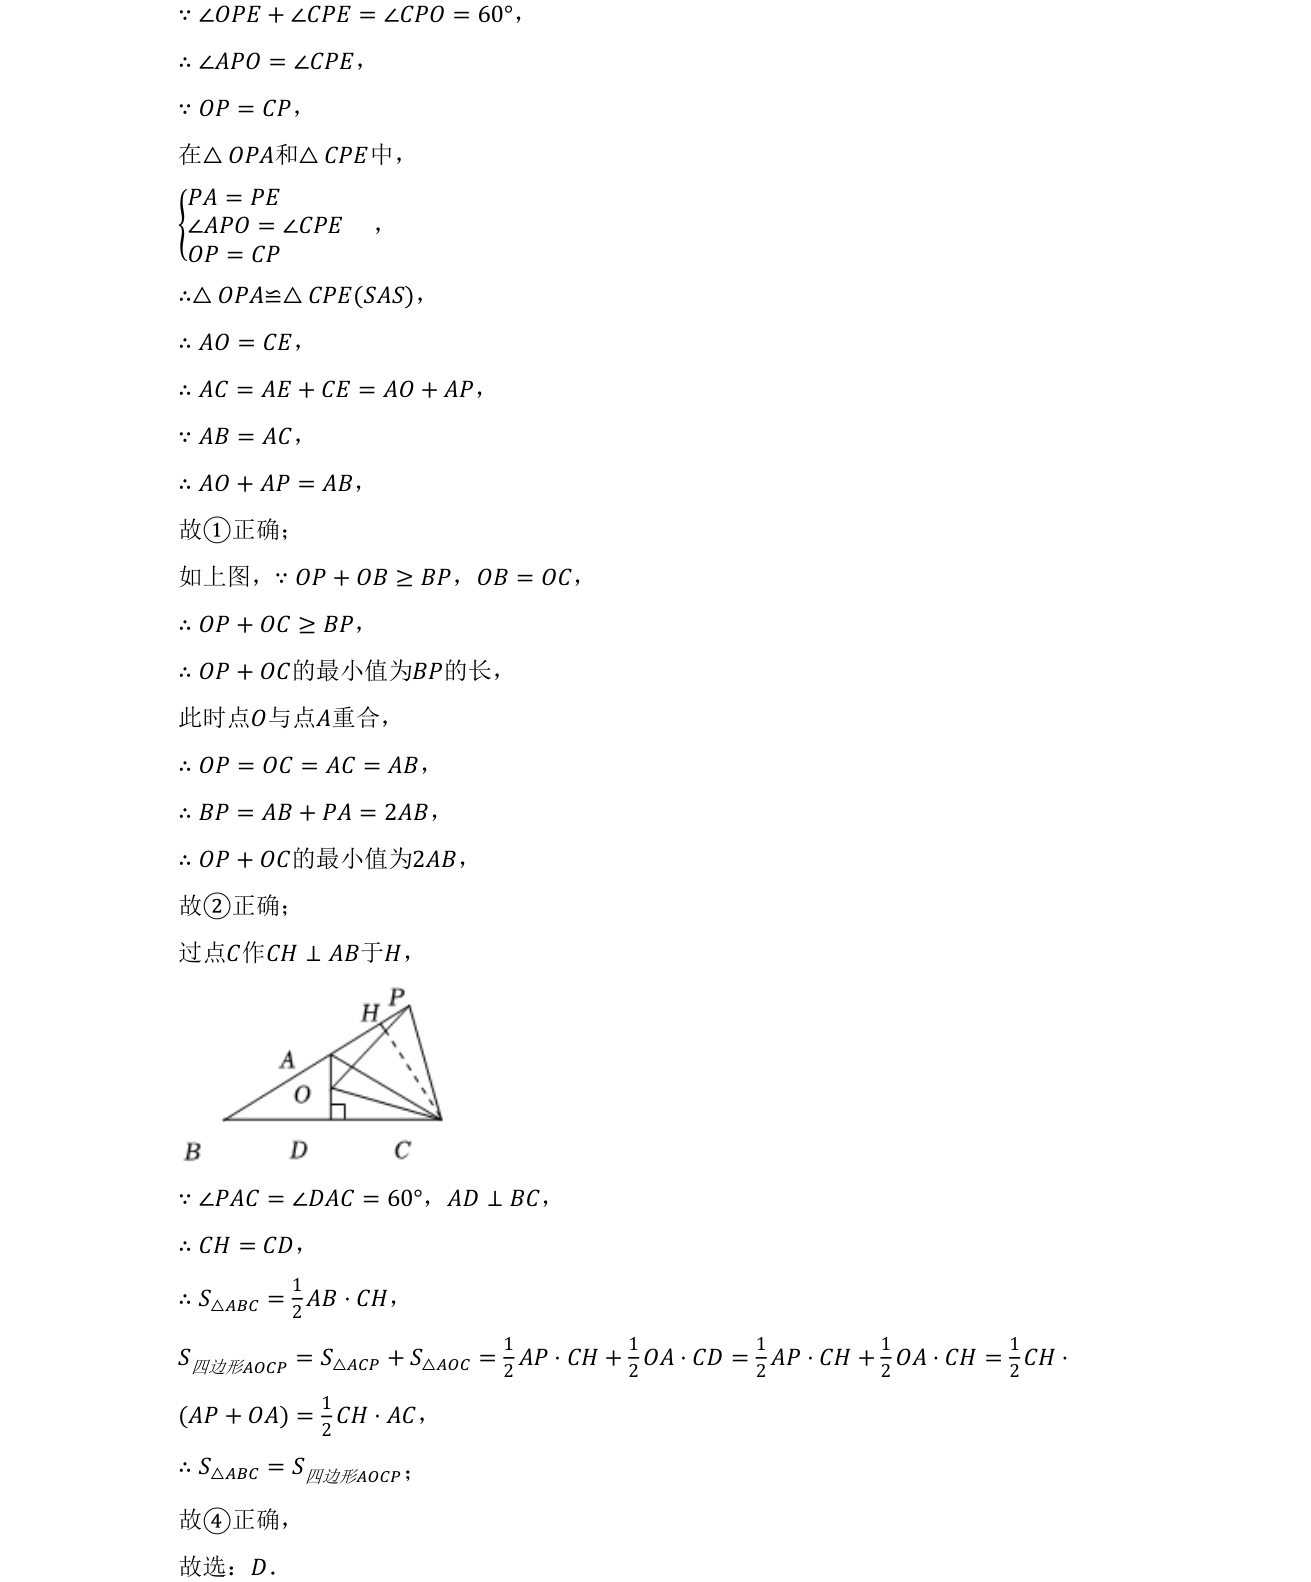 ∵ ∠OPE + ∠CPE = ∠CPO = 60°，
∴ ∠APO = ∠CPE，
∵ OP = CP，
在△ OPA和△ CPE中，
PA = PE
∠APO = ∠CPE ，
OP = CP
∴△ OPA≌△ CPE(SAS)，
∴ AO = CE，
∴ AC = AE + CE = AO + AP，
∵ AB = AC，
∴ AO + AP = AB，
故①正确；
如上图，∵ OP + OB ≥ BP，OB = OC，
∴ OP + OC ≥ BP，
∴ OP + OC的最小值为BP的长，
此时点O与点A重合，
∴ OP = OC = AC = AB，
∴ BP = AB + PA = 2AB，
∴ OP + OC的最小值为2AB，
故②正确；
过点C作CH ⊥ AB于H，
P
H
A
O
B D C
∵ ∠PAC = ∠DAC = 60°，AD ⊥ BC，
∴ CH = CD，
∴ S△ABC = 1/2 AB · CH，
S四边形AOCP = S△ACP + S△AOC = 1/2 AP · CH + 1/2 OA · CD = 1/2 AP · CH + 1/2 OA · CH = 1/2 CH ·
(AP + OA) = 1/2 CH · AC，
∴ S△ABC = S四边形AOCP；
故④正确，
故选：D．